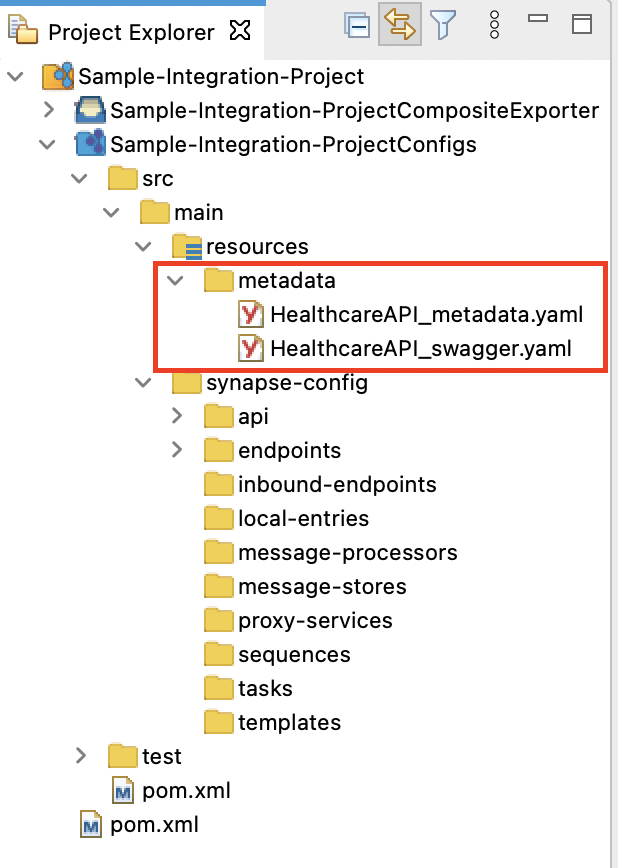 Project Explorer
Sample-Integration-Project
Sample-Integration-ProjectCompositeExporter
Sample-Integration-ProjectConfigs
src
main
resources
metadata
HealthcareAPI_metadata.yaml
HealthcareAPI_swagger.yaml
synapse-config
api
endpoints
inbound-endpoints
local-entries
message-processors
message-stores
proxy-services
sequences
tasks
templates
test
pom.xml
pom.xml